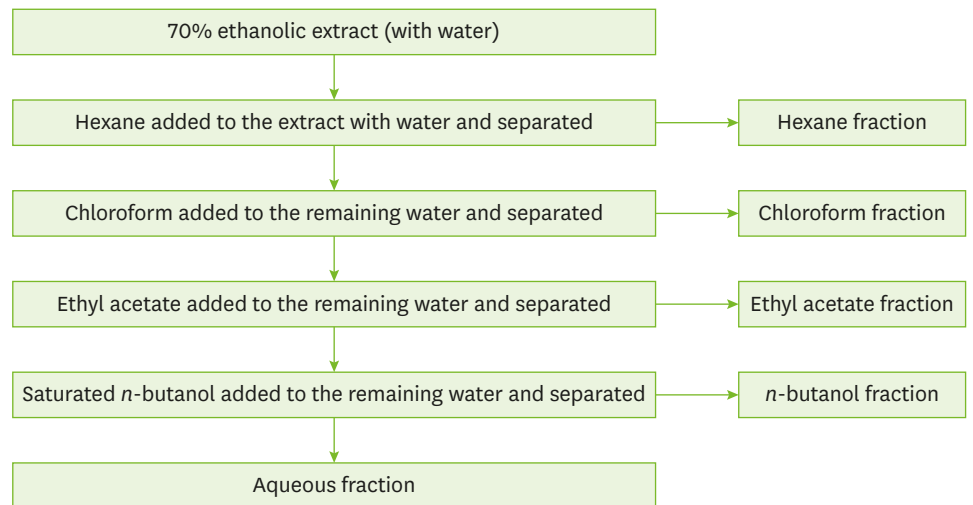 70% ethanolic extract (with water)
Hexane added to the extract with water and separated
Hexane fraction
Chloroform added to the remaining water and separated
Chloroform fraction
Ethyl acetate added to the remaining water and separated
Ethyl acetate fraction
Saturated n-butanol added to the remaining water and separated
n-butanol fraction
Aqueous fraction